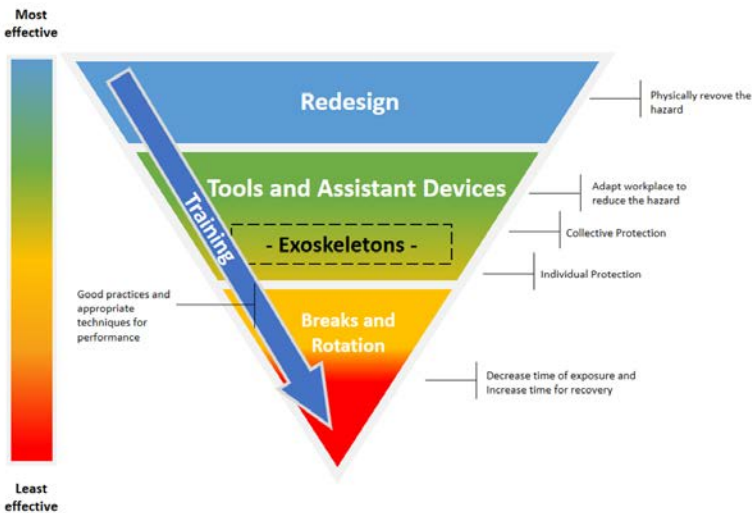 Most
effective
Redesign
Physically revove the
hazard
Tools and Assistant Devices
Adapt workplace to
reduce the hazard
Training
Collective Protection
- Exoskeletons -
Individual Protection
Good practices and
appropriate
techniques for
performance
Breaks and
Rotation
Decrease time of exposure and
Increase time for recovery
Least
effective